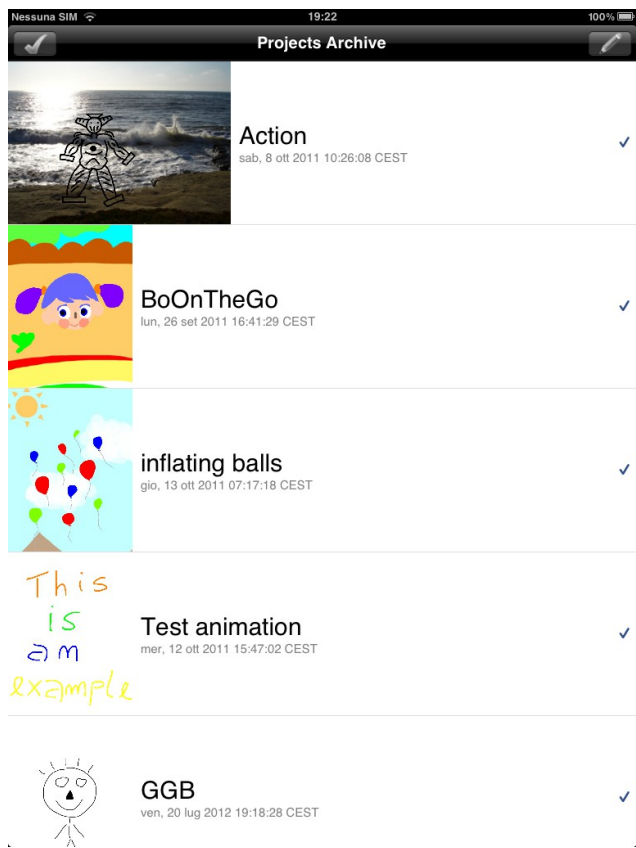 Nessuna SIM 19:22 100%
Projects Archive
Action
sab, 8 ott 2011 10:26:08 CEST
BoOnTheGo
lun, 26 set 2011 16:41:29 CEST
inflating balls
gio, 13 ott 2011 07:17:18 CEST
This
is
am
example
Test animation
mer, 12 ott 2011 15:47:02 CEST
GGB
ven, 20 lug 2012 19:18:28 CEST